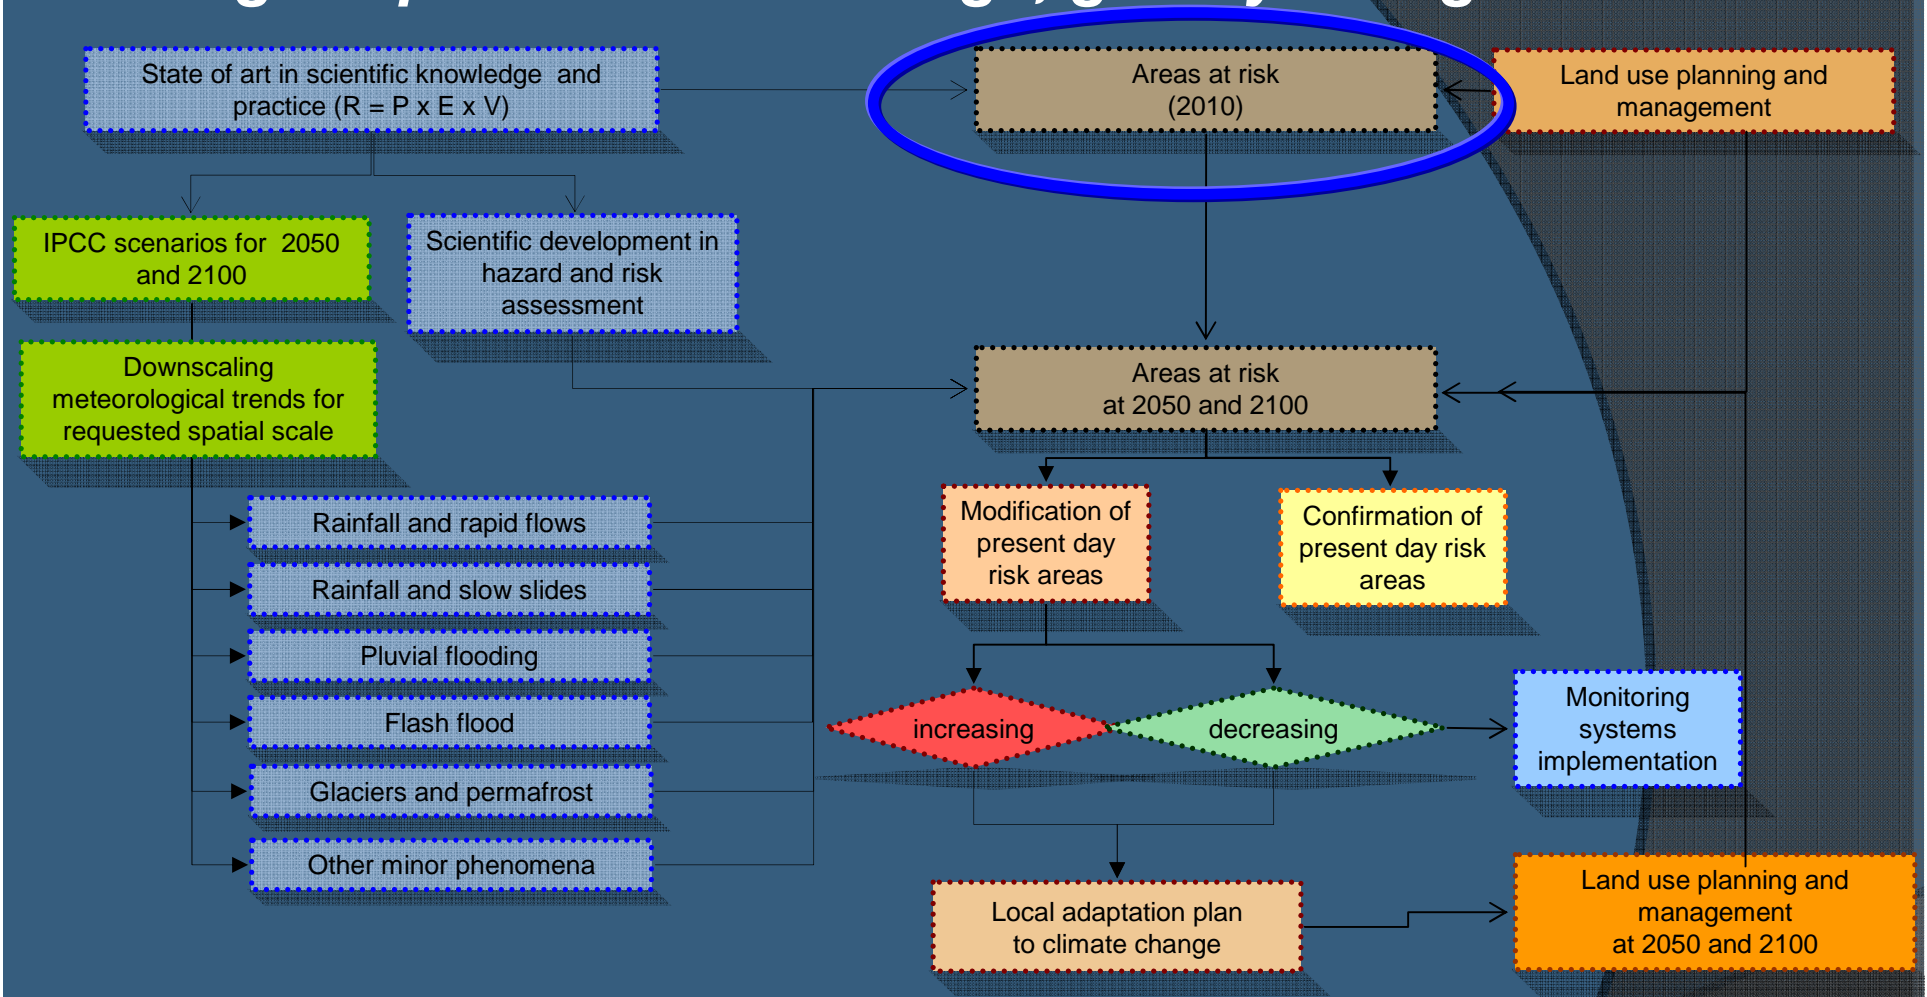 State of art in scientific knowledge and
practice (R = P x E x V)
Areas at risk
(2010)
Land use planning and
management
IPCC scenarios for 2050
and 2100
Scientific development in
hazard and risk
assessment
Downscaling
meteorological trends for
requested spatial scale
Areas at risk
at 2050 and 2100
Rainfall and rapid flows
Rainfall and slow slides
Pluvial flooding
Flash flood
Glaciers and permafrost
Other minor phenomena
Modification of
present day
risk areas
Confirmation of
present day risk
areas
increasing
decreasing
Monitoring
systems
implementation
Local adaptation plan
to climate change
Land use planning and
management
at 2050 and 2100